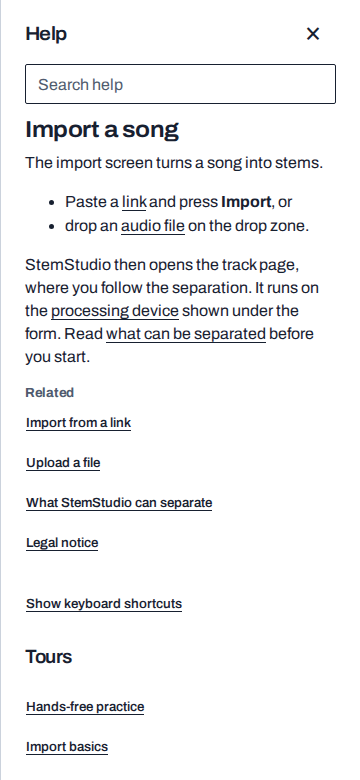 Help
Search help
Import a song
The import screen turns a song into stems.
Paste a link and press Import, or
drop an audio file on the drop zone.
StemStudio then opens the track page,
where you follow the separation. It runs on
the processing device shown under the
form. Read what can be separated before
you start.
Related
Import from a link
Upload a file
What StemStudio can separate
Legal notice
Show keyboard shortcuts
Tours
Hands-free practice
Import basics